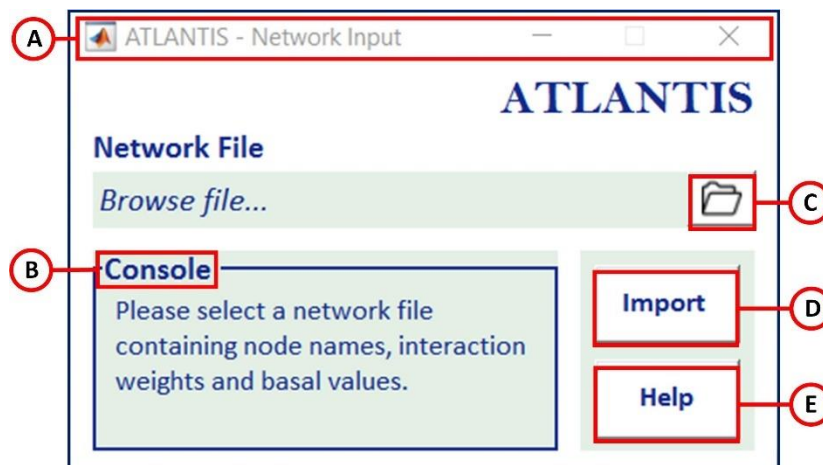 A
ATLANTIS - Network Input
ATLANTIS
Network File
Browse file...
C
B
Console
Please select a network file
containing node names, interaction
weights and basal values.
Import
D
Help
E